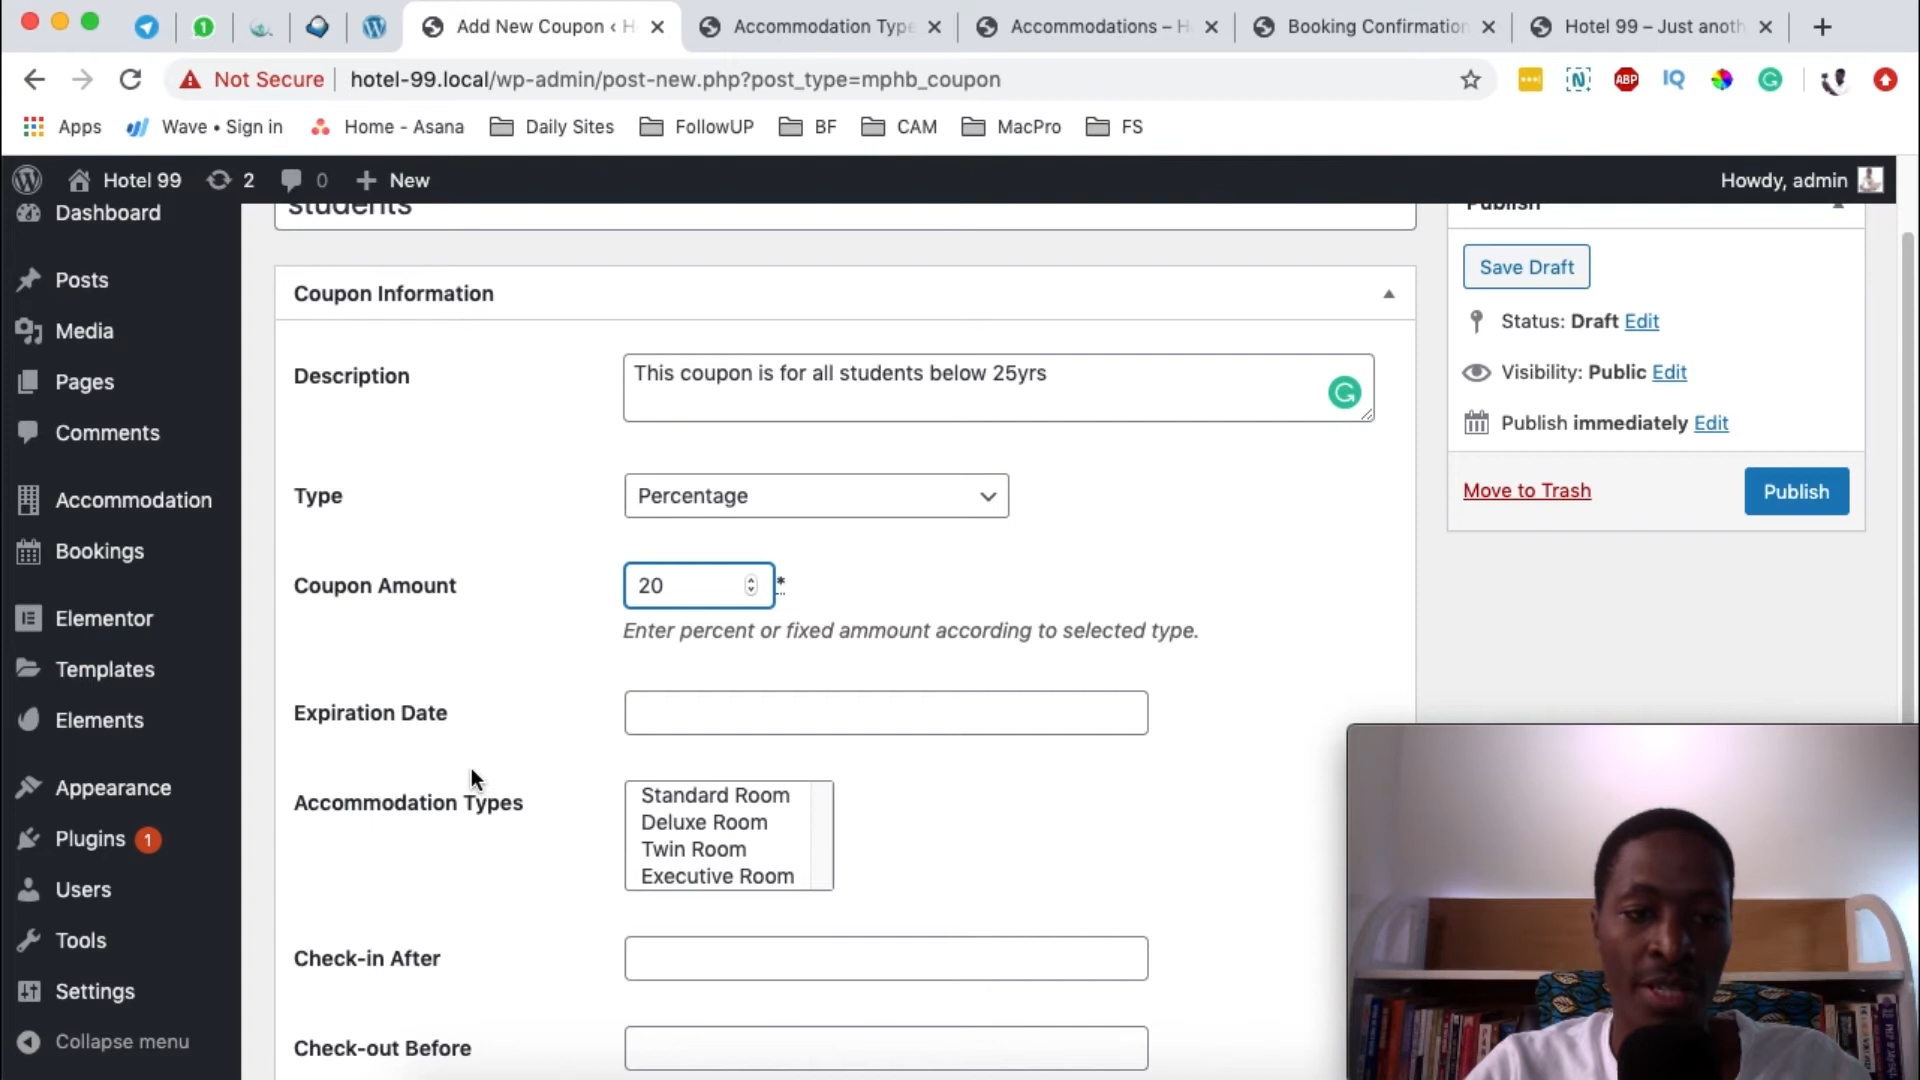 Add New Coupon ‹ H
Accommodation Type
Accommodations – H
Booking Confirmation
Hotel 99 – Just anoth
Not Secure
hotel-99.local/wp-admin/post-new.php?post_type=mphb_coupon
ABP
IQ
Apps
Wave • Sign in
Home - Asana
Daily Sites
FollowUP
BF
CAM
MacPro
FS
Hotel 99
2
0
New
Howdy, admin
Dashboard
Posts
Media
Pages
Comments
Accommodation
Bookings
Elementor
Templates
Elements
Appearance
Plugins 1
Users
Tools
Settings
Collapse menu
students
Coupon Information
Description
This coupon is for all students below 25yrs
Type
Percentage
Coupon Amount
20
*
Enter percent or fixed ammount according to selected type.
Expiration Date
Accommodation Types
Standard Room
Deluxe Room
Twin Room
Executive Room
Check-in After
Check-out Before
Publish
Save Draft
Status: Draft Edit
Visibility: Public Edit
Publish immediately Edit
Move to Trash
Publish